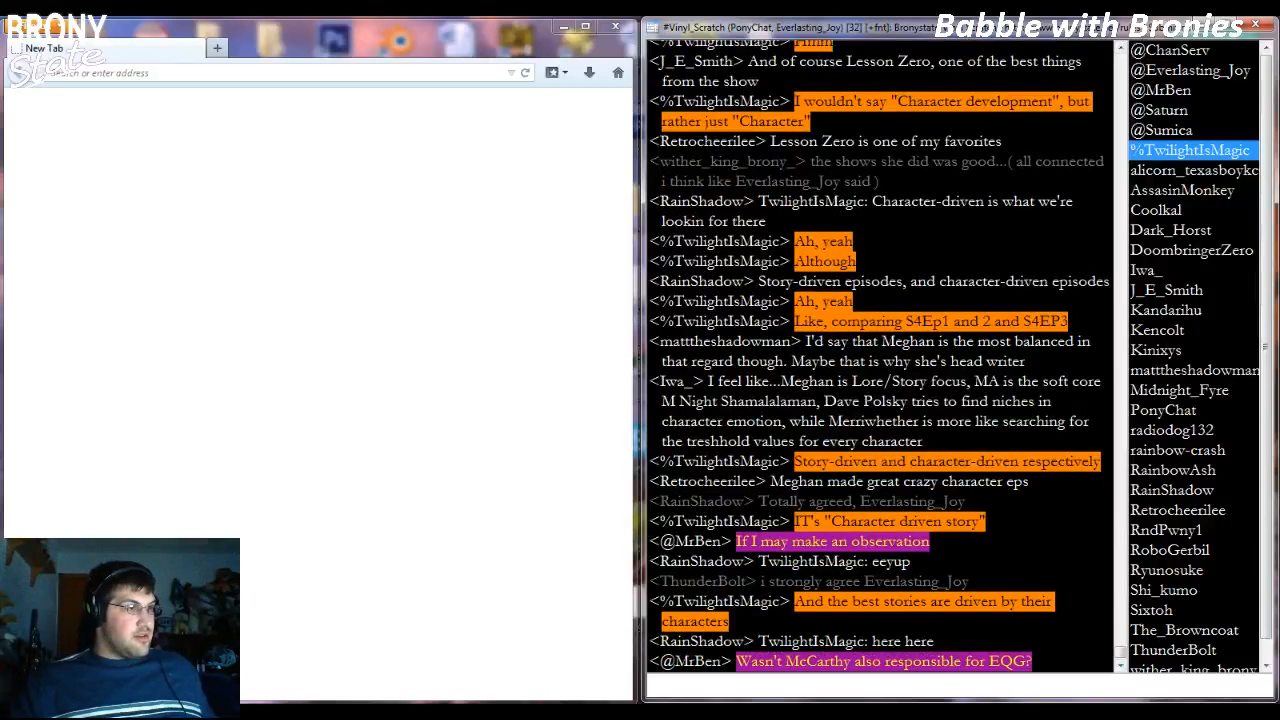 BRONY
State
Babble with Bronies
#Vinyl_Scratch (PonyChat, Everlasting_Joy) [32] [+fnt]: Bronystate
New Tab
Search or enter address
<%TwilightIsMagic> Hmm
<J_E_Smith> And of course Lesson Zero, one of the best things
from the show
<%TwilightIsMagic> I wouldn't say "Character development", but
rather just "Character"
<Retrocheerilee> Lesson Zero is one of my favorites
<wither_king_brony_> the shows she did was good...( all connected
i think like Everlasting_Joy said )
<RainShadow> TwilightIsMagic: Character-driven is what we're
lookin for there
<%TwilightIsMagic> Ah, yeah
<%TwilightIsMagic> Although
<RainShadow> Story-driven episodes, and character-driven episodes
<%TwilightIsMagic> Ah, yeah
<%TwilightIsMagic> Like, comparing S4Ep1 and 2 and S4EP3
<matttheshadowman> I'd say that Meghan is the most balanced in
that regard though. Maybe that is why she's head writer
<Iwa_> I feel like...Meghan is Lore/Story focus, MA is the soft core
M Night Shamalalaman, Dave Polsky tries to find niches in
character emotion, while Merriwhether is more like searching for
the treshhold values for every character
<%TwilightIsMagic> Story-driven and character-driven respectively
<Retrocheerilee> Meghan made great crazy character eps
<RainShadow> Totally agreed, Everlasting_Joy
<%TwilightIsMagic> IT's "Character driven story"
<@MrBen> If I may make an observation
<RainShadow> TwilightIsMagic: eeyup
<ThunderBolt> i strongly agree Everlasting_Joy
<%TwilightIsMagic> And the best stories are driven by their
characters
<RainShadow> TwilightIsMagic: here here
<@MrBen> Wasn't McCarthy also responsible for EQG?
@ChanServ
@Everlasting_Joy
@MrBen
@Saturn
@Sumica
%TwilightIsMagic
alicorn_texasboykc
AssasinMonkey
Coolkal
Dark_Horst
DoombringerZero
Iwa_
J_E_Smith
Kandarihu
Kencolt
Kinixys
matttheshadowman
Midnight_Fyre
PonyChat
radiodog132
rainbow-crash
RainbowAsh
RainShadow
Retrocheerilee
RndPwny1
RoboGerbil
Ryunosuke
Shi_kumo
Sixtoh
The_Browncoat
ThunderBolt
wither_king_brony